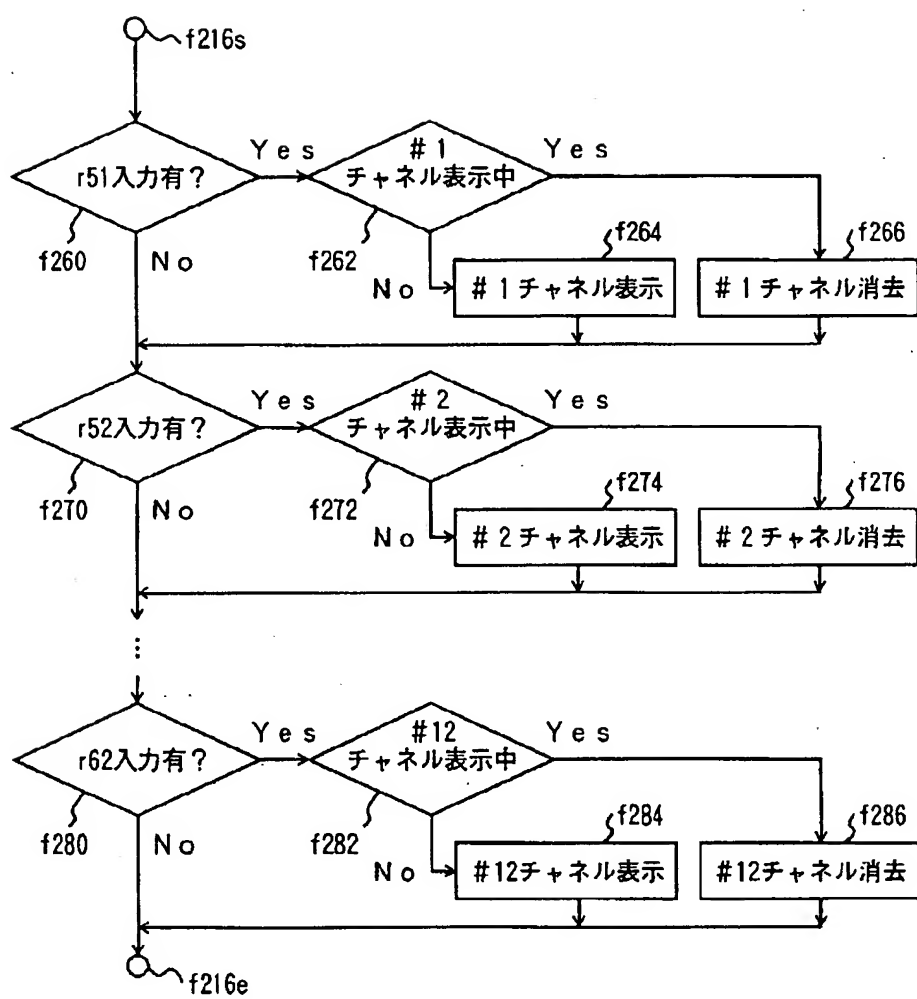 f216s
r51入力有？
Yes
#1
チャネル表示中
Yes
f260
No
f262
No
f264
#1チャネル表示
f266
#1チャネル消去
r52入力有？
Yes
#2
チャネル表示中
Yes
f270
No
f272
No
f274
#2チャネル表示
f276
#2チャネル消去
…
r62入力有？
Yes
#12
チャネル表示中
Yes
f280
No
f282
No
f284
#12チャネル表示
f286
#12チャネル消去
f216e